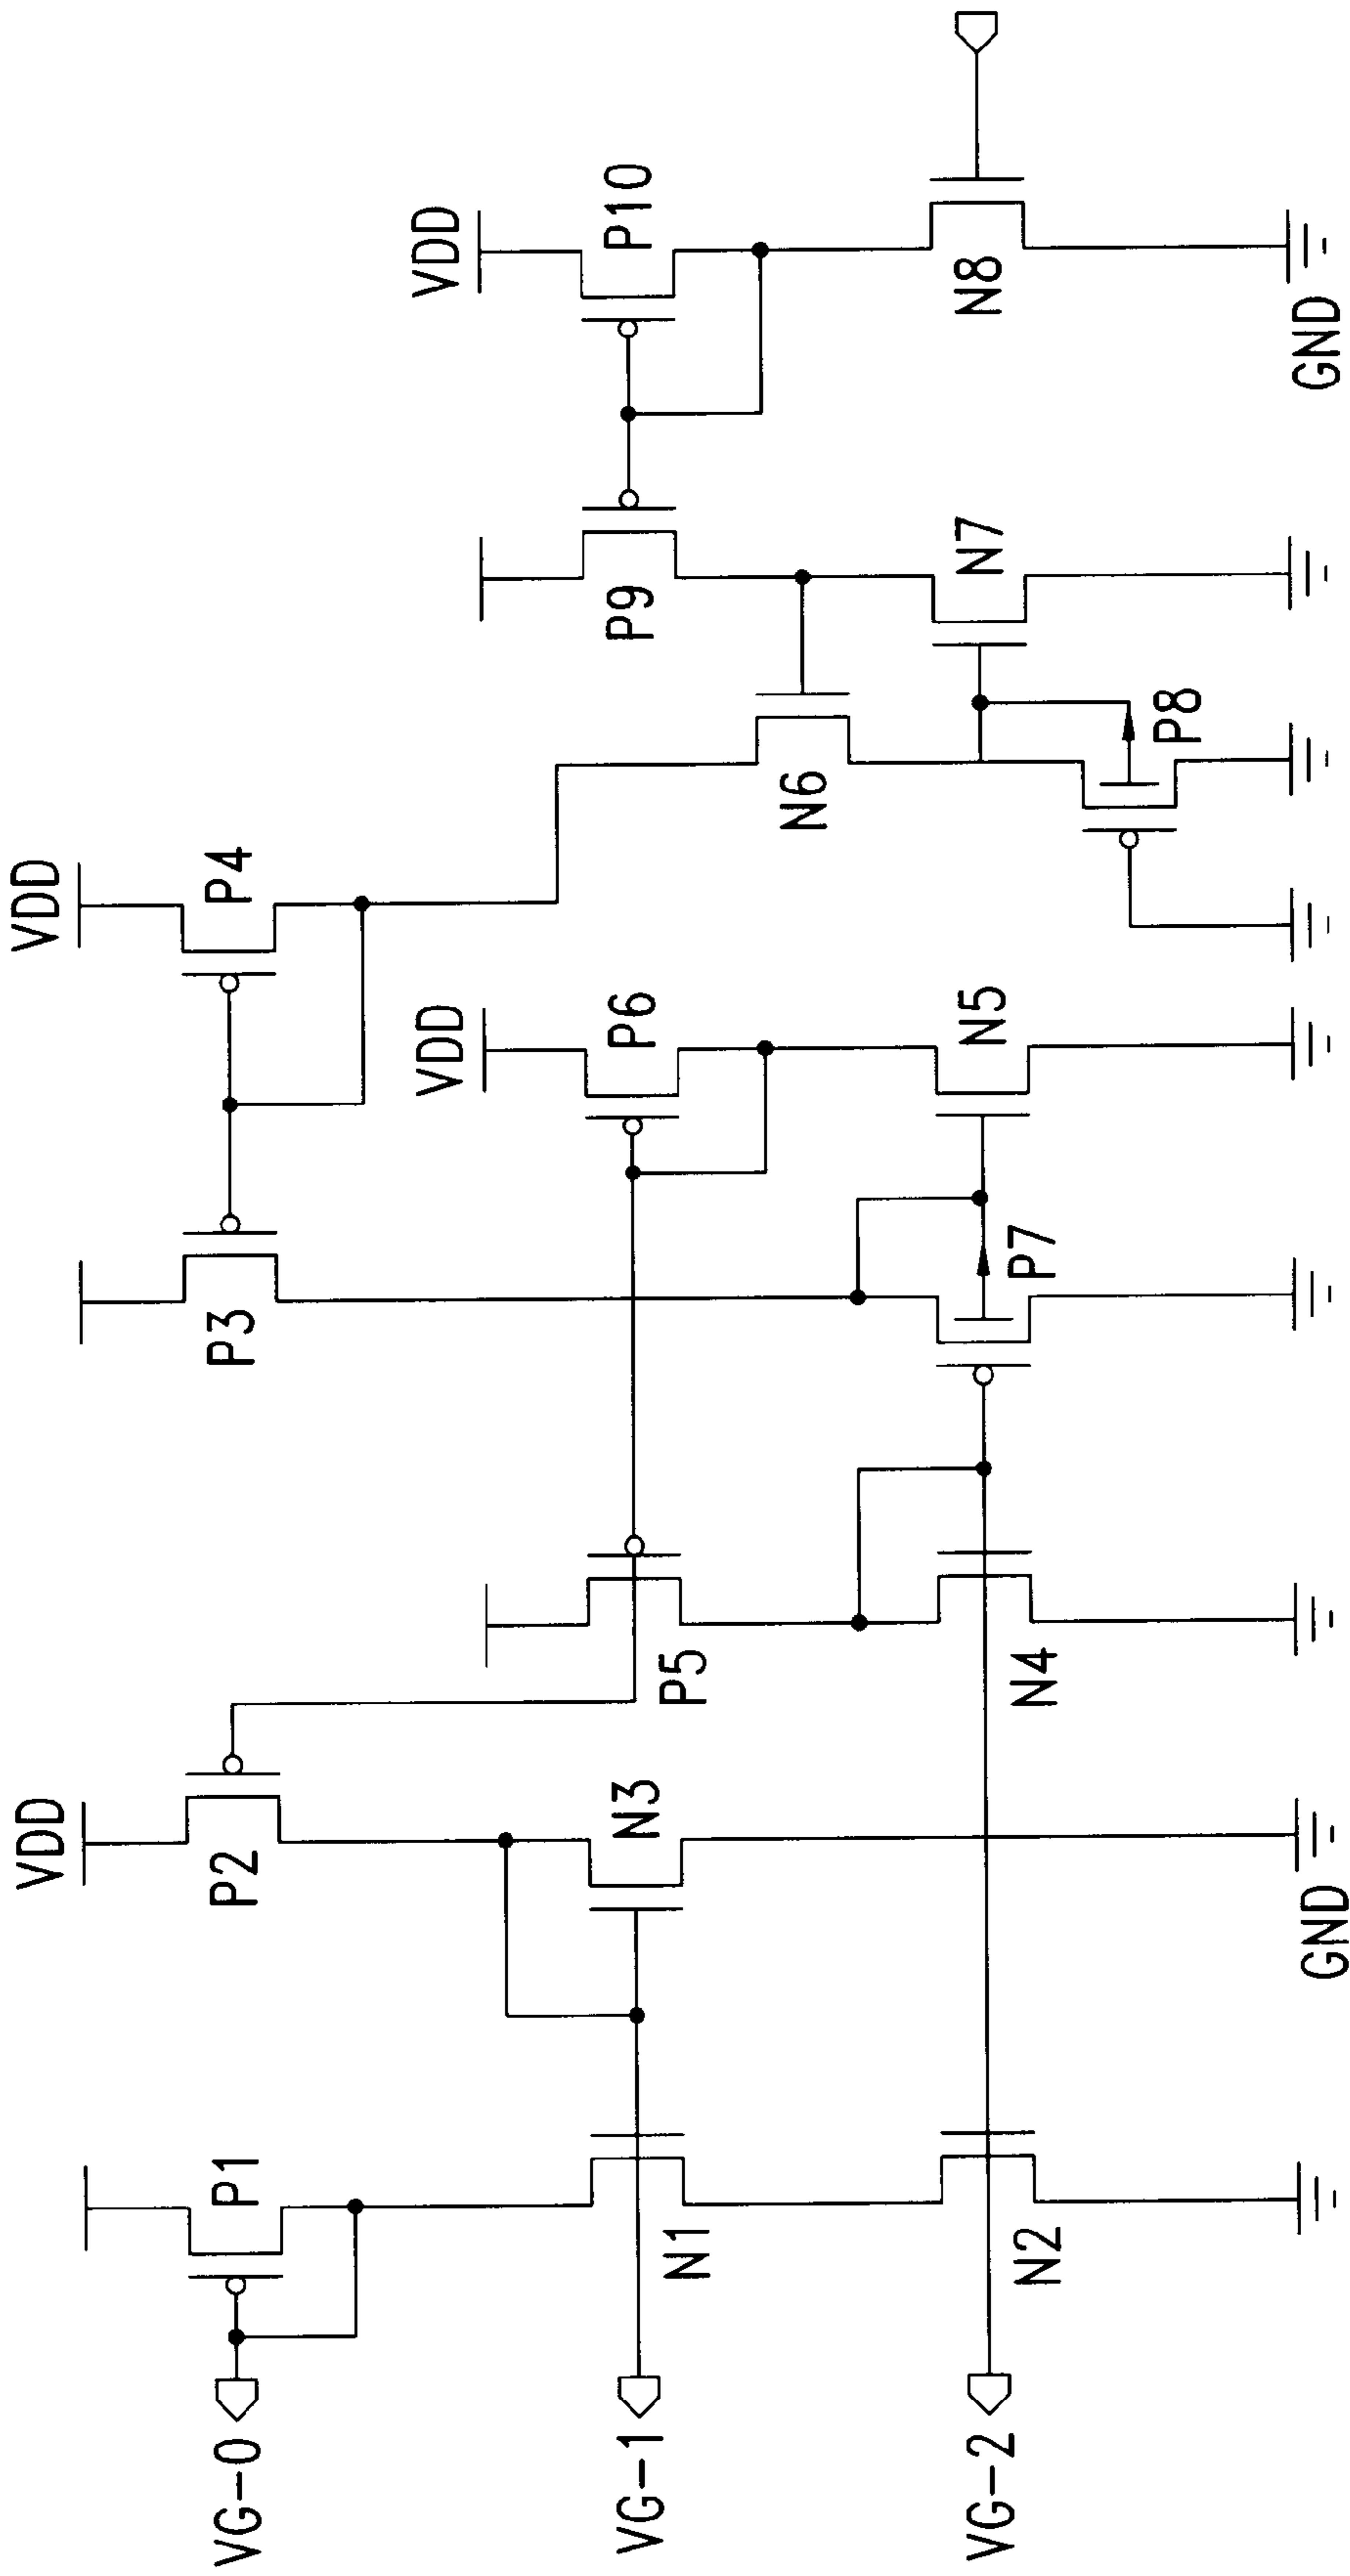 VDD
P10
N8
GND
P9
N7
N6
P8
VDD
P4
VDD
P6
N5
P3
P7
P5
N4
VDD
P2
N3
GND
P1
N1
N2
VG-0
VG-1
VG-2